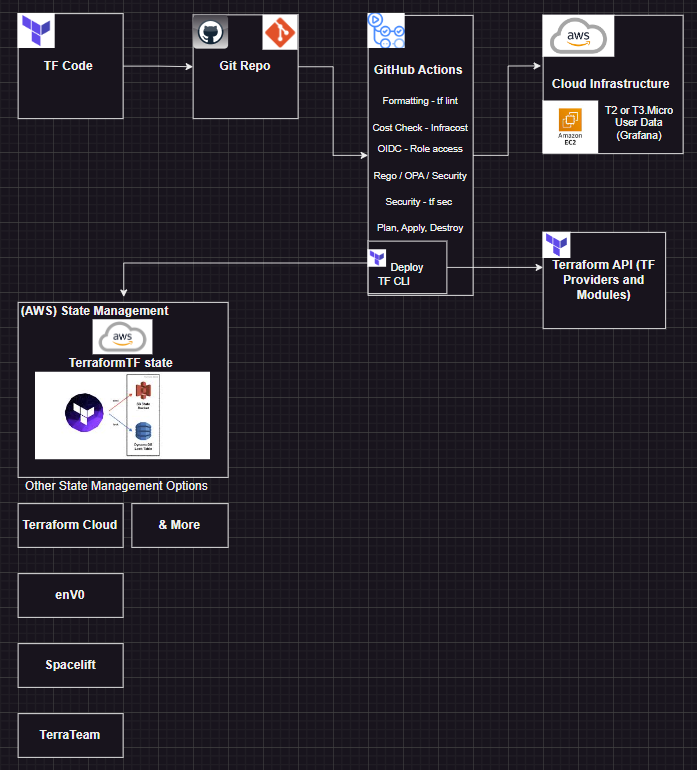 TF Code
Git Repo
GitHub Actions
Formatting - tf lint
Cost Check - Infracost
OIDC - Role access
Rego / OPA / Security
Security - tf sec
Plan, Apply, Destroy
Deploy
TF CLI
aws
Cloud Infrastructure
Amazon
EC2
T2 or T3.Micro
User Data
(Grafana)
Terraform API (TF
Providers and
Modules)
(AWS) State Management
aws
TerraformTF state
S3 State
Bucket
DynamoDB
Lock Table
Other State Management Options
Terraform Cloud
& More
enV0
Spacelift
TerraTeam